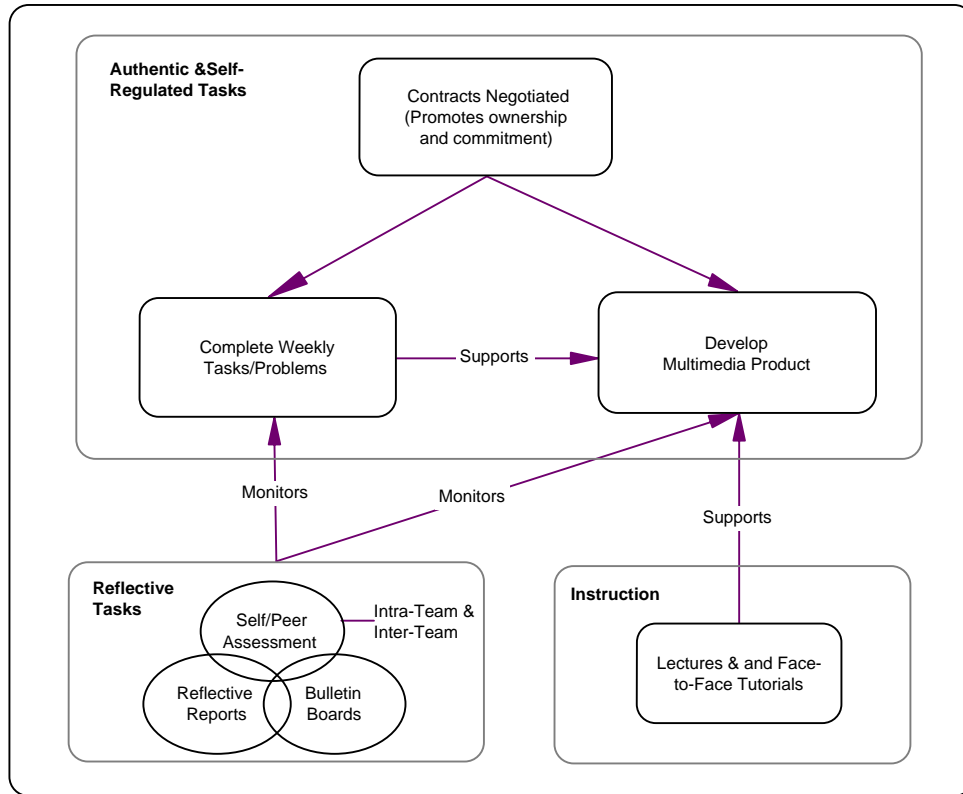 Authentic &Self-
Regulated Tasks
Contracts Negotiated
(Promotes ownership
and commitment)
Complete Weekly
Tasks/Problems
Supports
Develop
Multimedia Product
Monitors
Monitors
Supports
Reflective
Tasks
Self/Peer
Assessment
Intra-Team &
Inter-Team
Reflective
Reports
Bulletin
Boards
Instruction
Lectures & and Face-
to-Face Tutorials